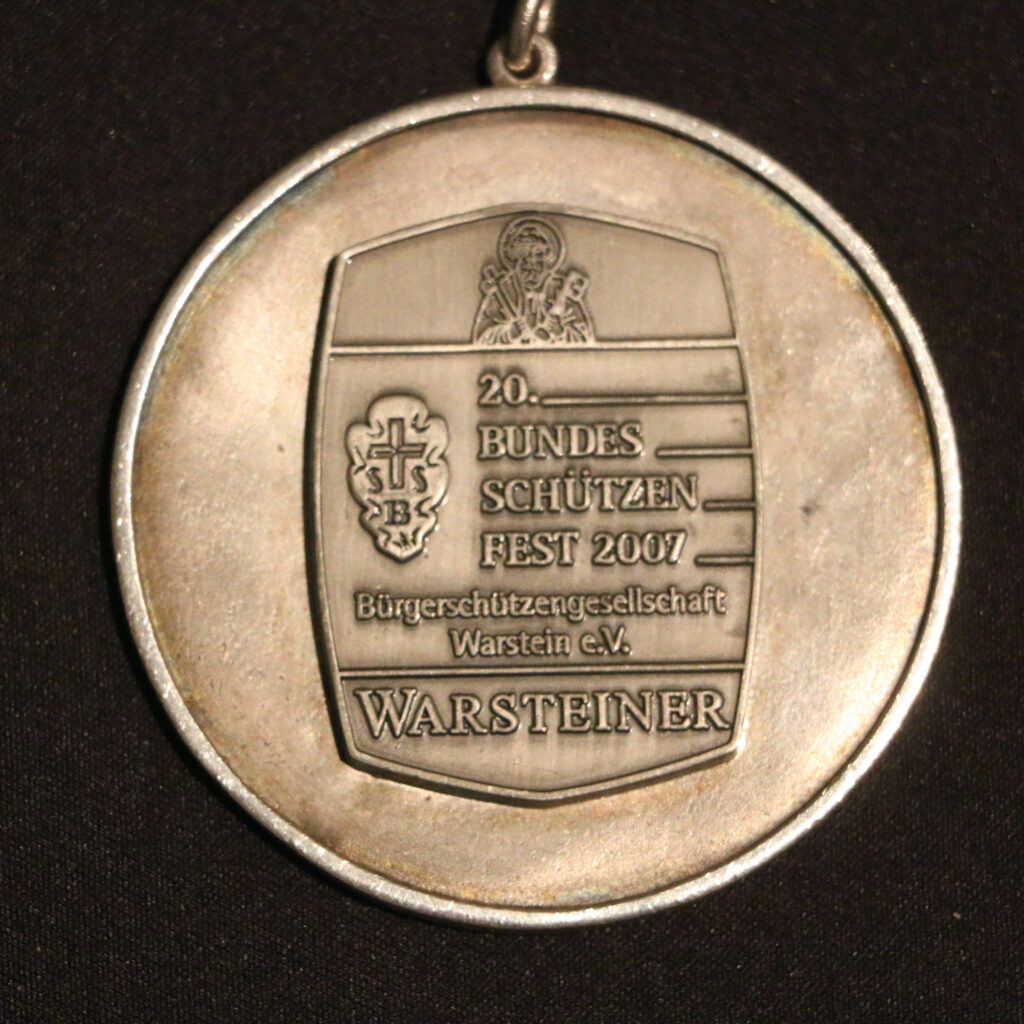 20.
BUNDES
SCHÜTZEN
FEST 2007
S S
B
Bürgerschützengesellschaft
Warstein e.V.
WARSTEINER